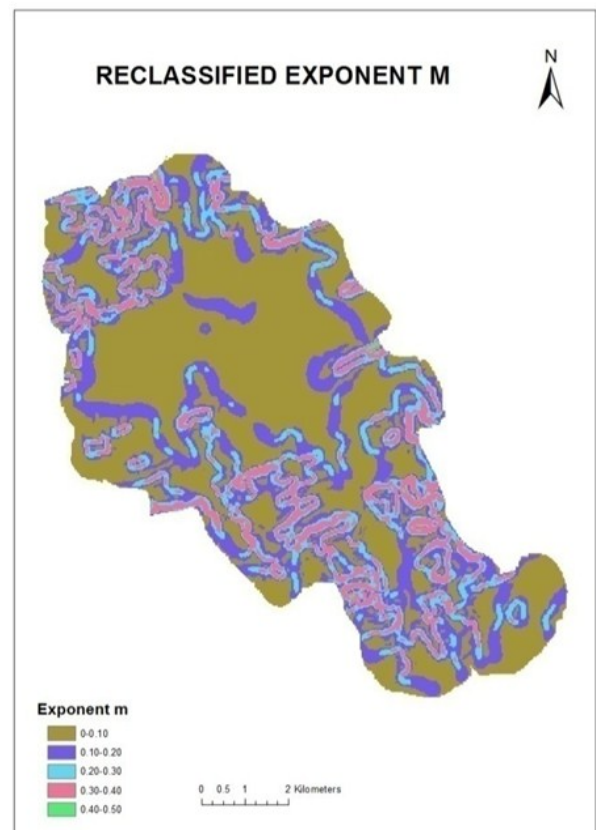 RECLASSIFIED EXPONENT M
N
Exponent m
0-0.10
0.10-0.20
0.20-0.30
0.30-0.40
0.40-0.50
0 0.5 1 2 Kilometers